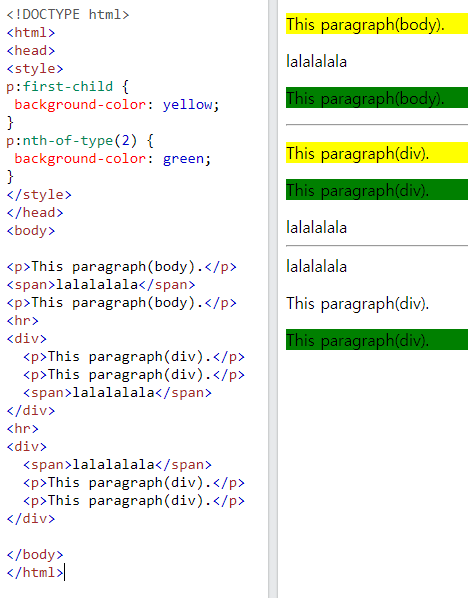 <!DOCTYPE html>
<html>
<head>
<style>
p:first-child {
 background-color: yellow;
}
p:nth-of-type(2) {
 background-color: green;
}
</style>
</head>
<body>

<p>This paragraph(body).</p>
<span>lalalalala</span>
<p>This paragraph(body).</p>
<hr>
<div>
  <p>This paragraph(div).</p>
  <p>This paragraph(div).</p>
  <span>lalalalala</span>
</div>
<hr>
<div>
  <span>lalalalala</span>
  <p>This paragraph(div).</p>
  <p>This paragraph(div).</p>
</div>

</body>
</html>
This paragraph(body).
lalalalala
This paragraph(body).
This paragraph(div).
This paragraph(div).
lalalalala
lalalalala
This paragraph(div).
This paragraph(div).